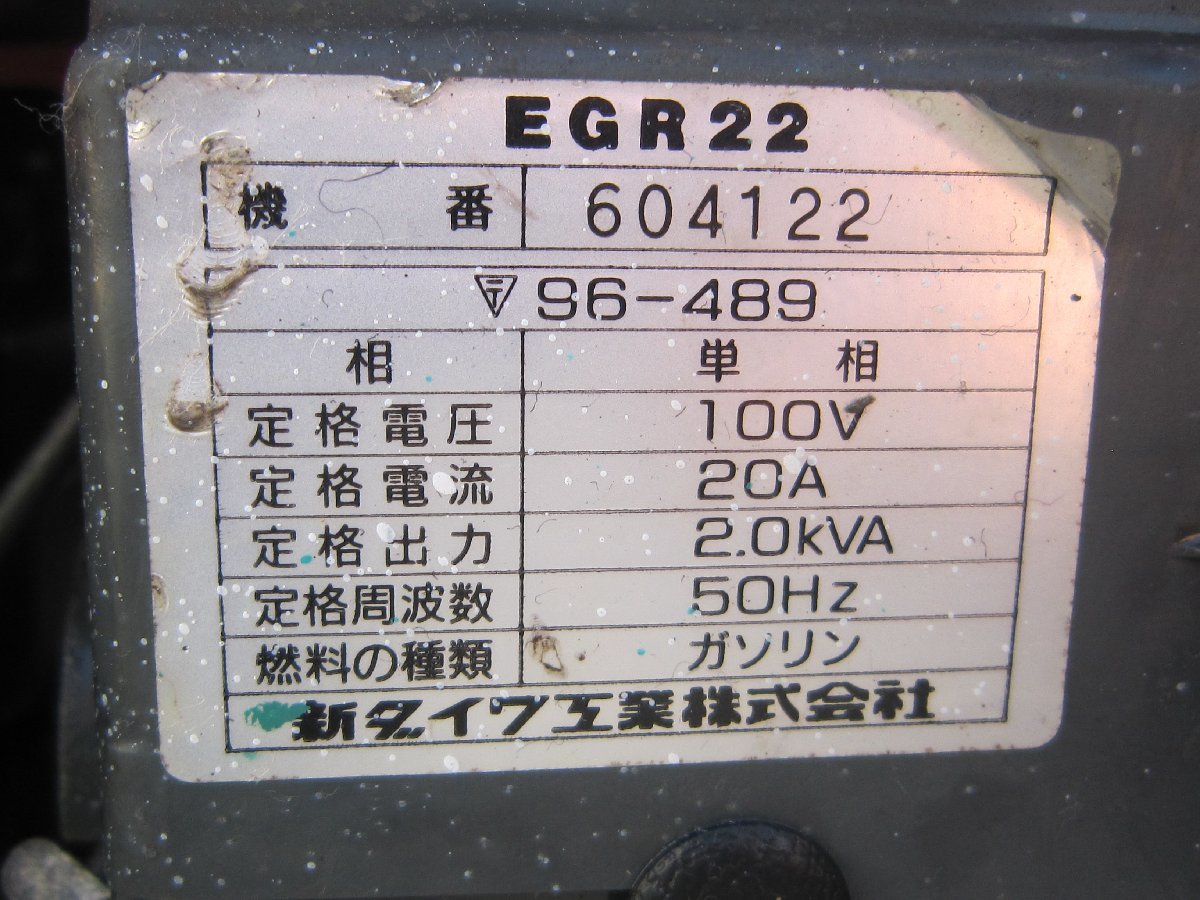 EGR22
機番 604122
〒96-489
相 単相
定格電圧 100V
定格電流 20A
定格出力 2.0kVA
定格周波数 50Hz
燃料の種類 ガソリン
新ダイワ工業株式会社